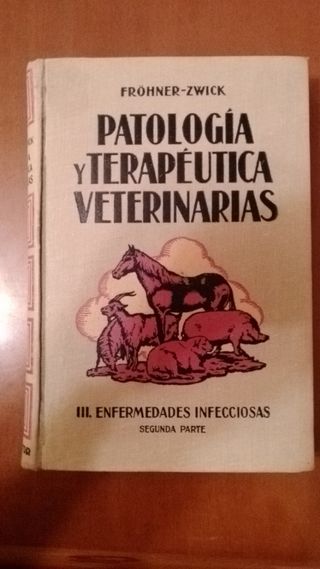 FRÖHNER-ZWICK
PATOLOGÍA
Y TERAPÉUTICA
VETERINARIAS
III. ENFERMEDADES INFECCIOSAS
SEGUNDA PARTE